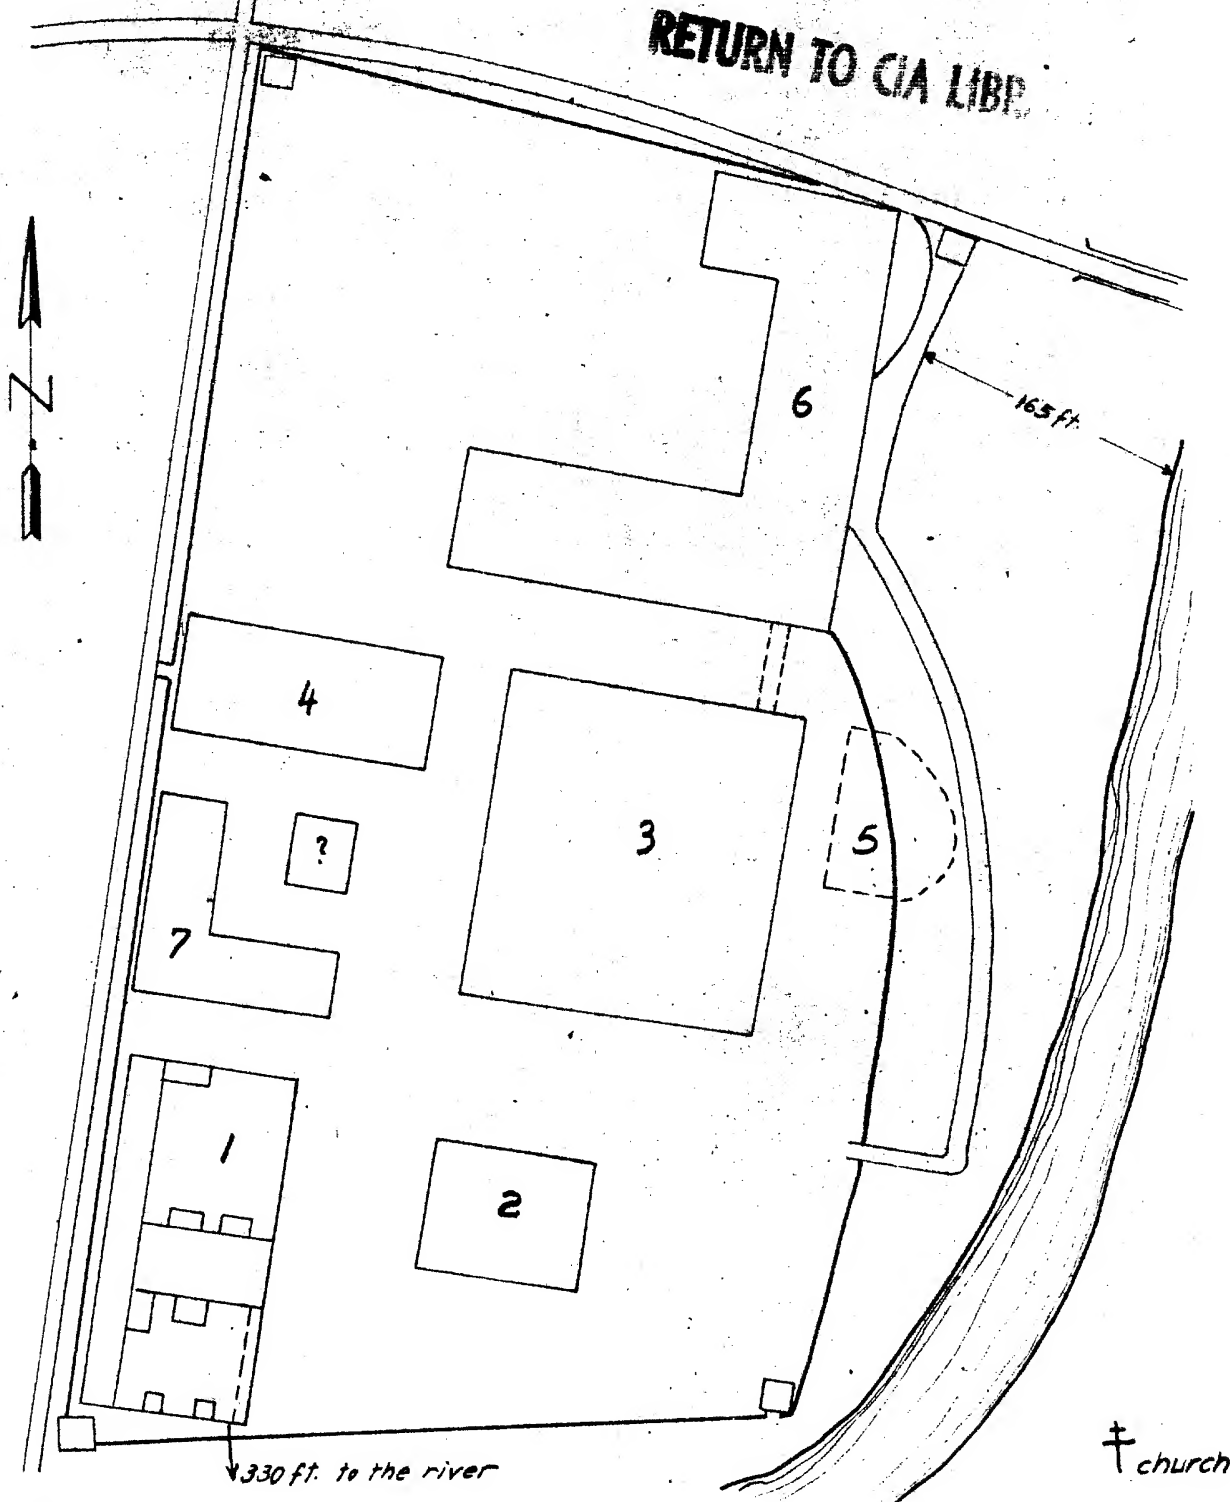 RETURN TO CIA LIBR
N
165 ft.
6
4
3
?
5
7
1
2
330 ft. to the river
church